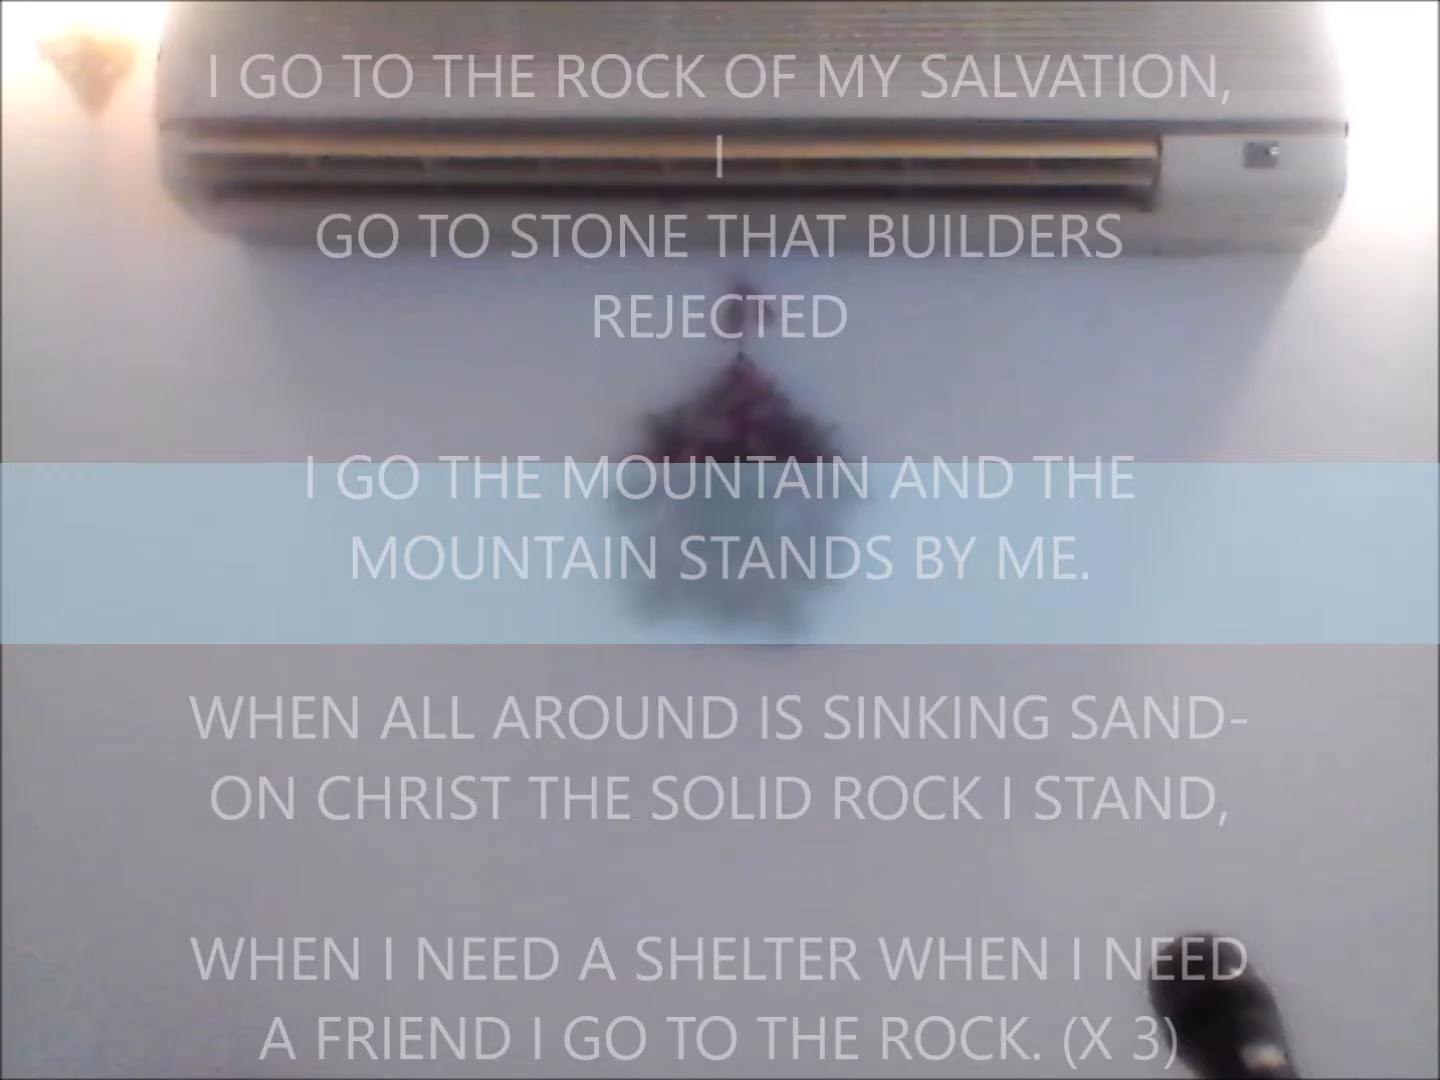 I GO TO THE ROCK OF MY SALVATION,
I
GO TO STONE THAT BUILDERS
REJECTED
I GO THE MOUNTAIN AND THE
MOUNTAIN STANDS BY ME.
WHEN ALL AROUND IS SINKING SAND-
ON CHRIST THE SOLID ROCK I STAND,
WHEN I NEED A SHELTER WHEN I NEED
A FRIEND I GO TO THE ROCK. (X 3)